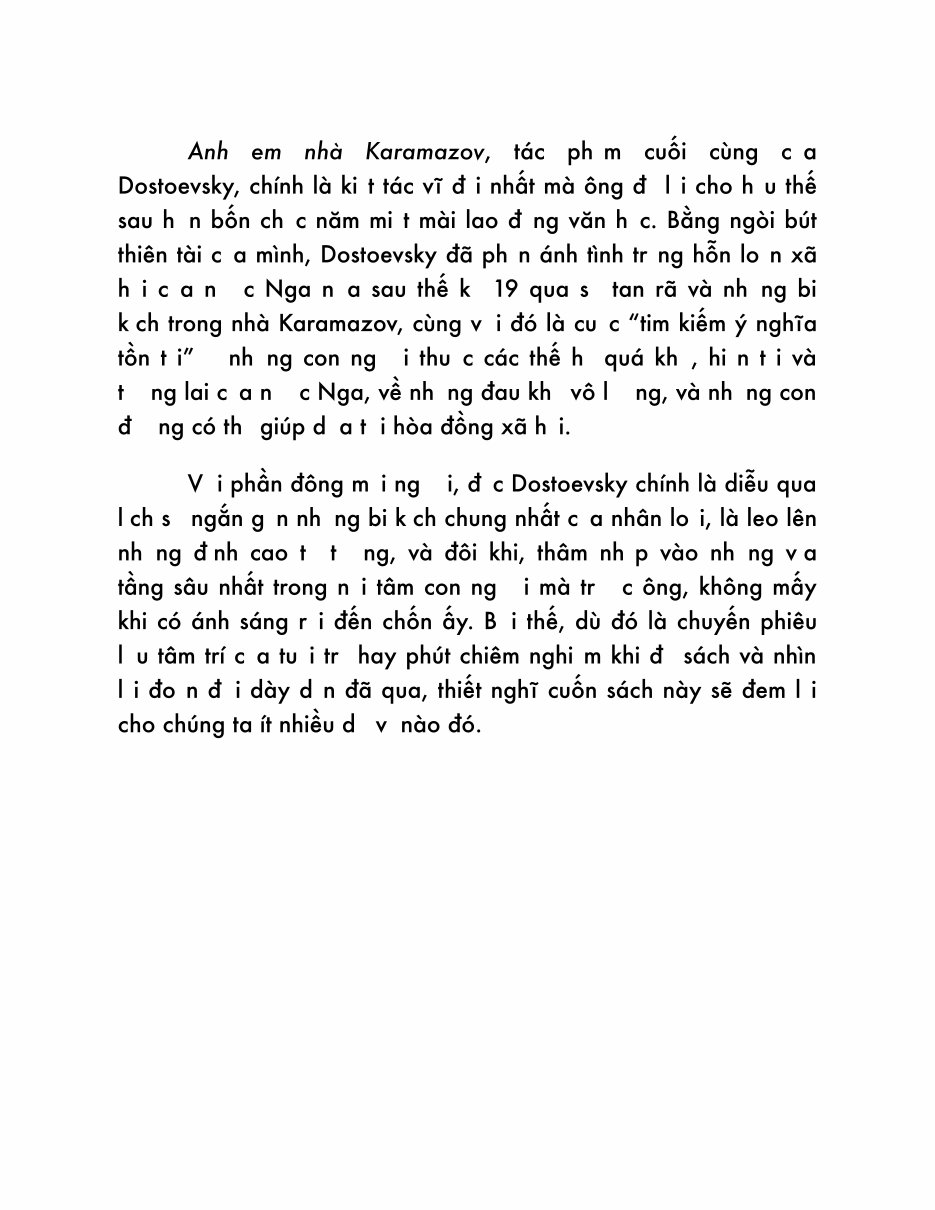 Anh em nhà Karamazov, tác ph m cuối cùng c a
Dostoevsky, chính là ki t tác vĩ đ i nhất mà ông đ l i cho h u thế
sau h n bốn ch c năm mi t mài lao đ ng văn h c. Bằng ngòi bút
thiên tài c a mình, Dostoevsky đã ph n ánh tình tr ng hỗn lo n xã
h i c a n c Nga n a sau thế k 19 qua s tan rã và nh ng bi
k ch trong nhà Karamazov, cùng v i đó là cu c “tim kiếm ý nghĩa
tồn t i” nh ng con ng i thu c các thế h quá kh , hi n t i và
t ng lai c a n c Nga, về nh ng đau kh vô l ng, và nh ng con
đ ng có th giúp d a t i hòa đồng xã h i.
V i phần đông m i ng i, đ c Dostoevsky chính là diễu qua
l ch s ngắn g n nh ng bi k ch chung nhất c a nhân lo i, là leo lên
nh ng đ nh cao t t ng, và đôi khi, thâm nh p vào nh ng v a
tầng sâu nhất trong n i tâm con ng i mà tr c ông, không mấy
khi có ánh sáng r i đến chốn ấy. B i thế, dù đó là chuyến phiêu
l u tâm trí c a tu i tr hay phút chiêm nghi m khi đ sách và nhìn
l i đo n đ i dày d n đã qua, thiết nghĩ cuốn sách này sẽ đem l i
cho chúng ta ít nhiều d v nào đó.